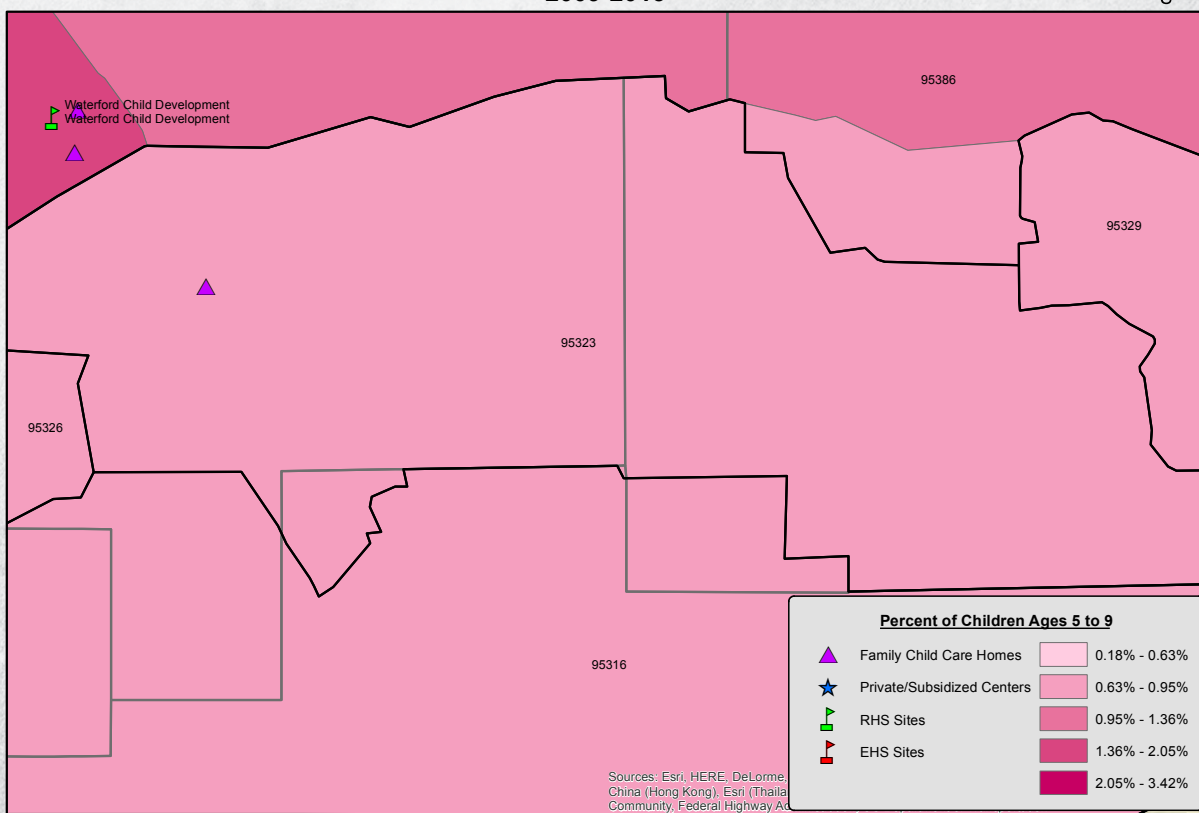 95386
Waterford Child Development
Waterford Child Development
95329
95323
95326
95316
Percent of Children Ages 5 to 9
Family Child Care Homes
0.18% - 0.63%
Private/Subsidized Centers
0.63% - 0.95%
RHS Sites
0.95% - 1.36%
EHS Sites
1.36% - 2.05%
2.05% - 3.42%
Sources: Esri, HERE, DeLorme,
China (Hong Kong), Esri
Community, Federal Highway